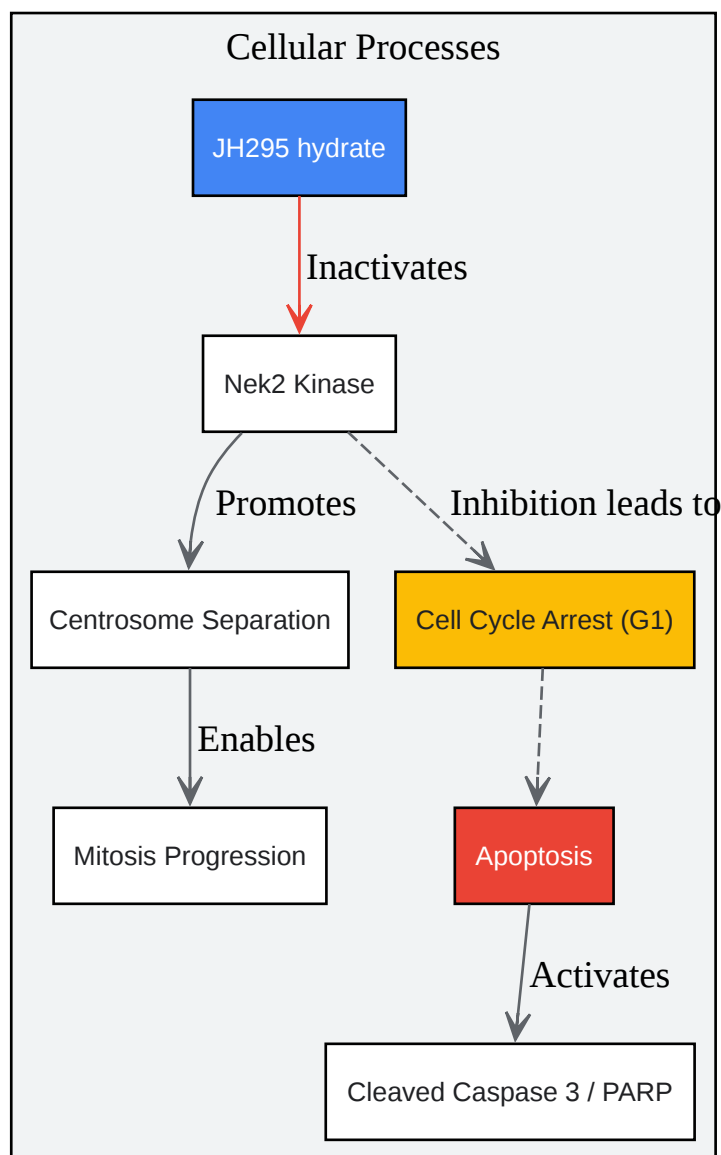 Cellular Processes
JH295 hydrate
Inactivates
Nek2 Kinase
Promotes
Inhibition leads to
Centrosome Separation
Cell Cycle Arrest (G1)
Enables
Mitosis Progression
Apoptosis
Activates
Cleaved Caspase 3 / PARP